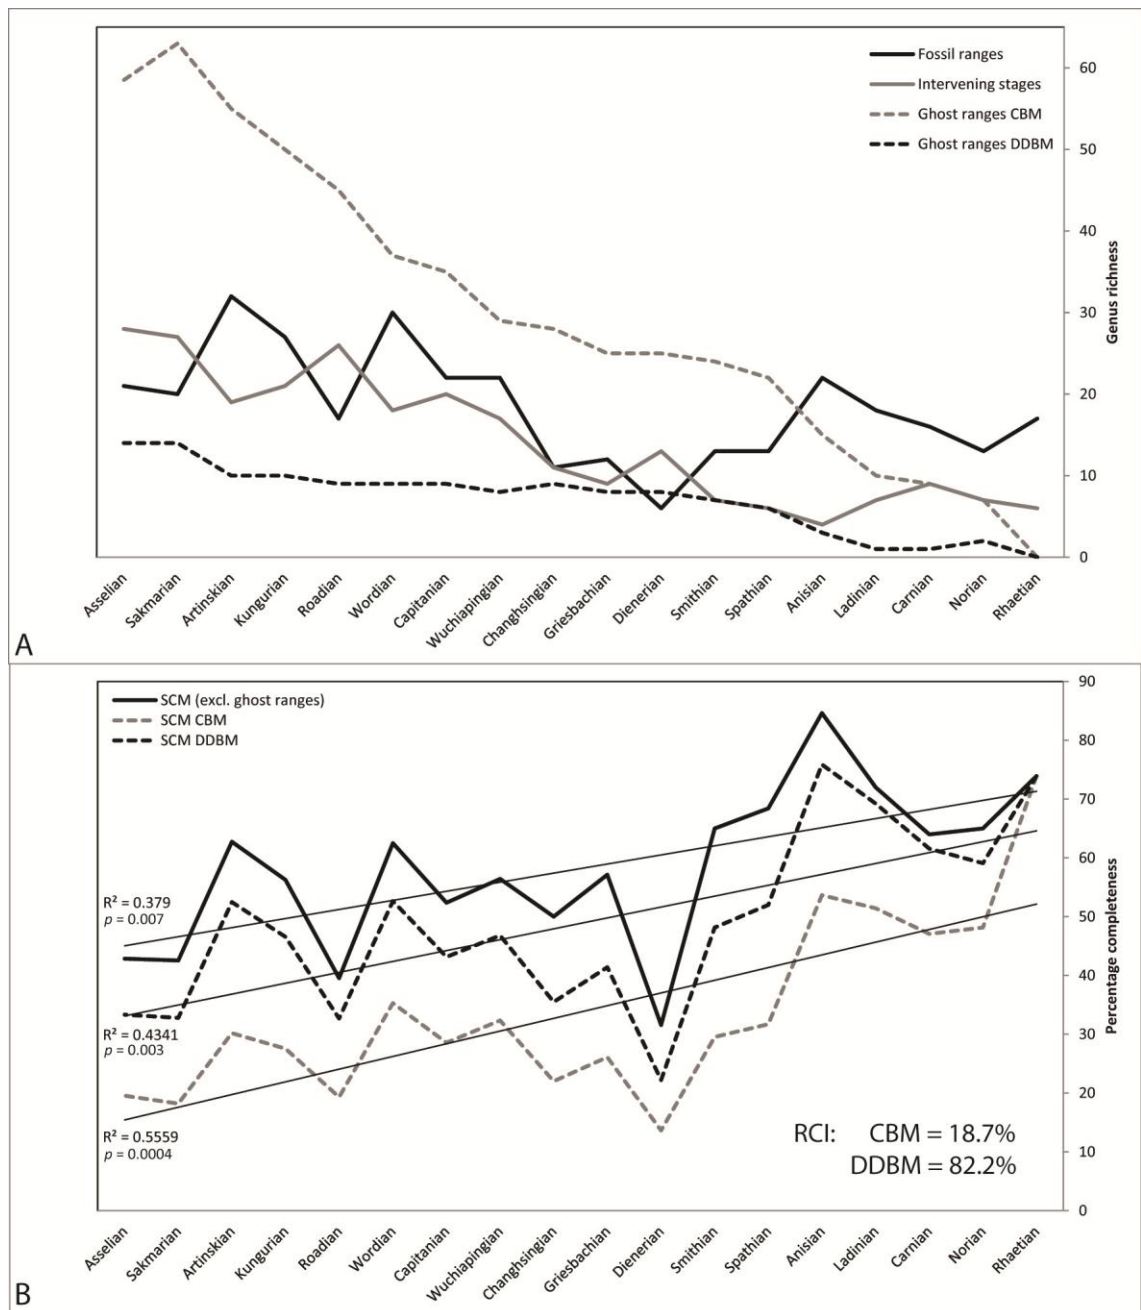 Fossil ranges
Intervening stages
Ghost ranges CBM
Ghost ranges DDBM
60
50
40
30
20
10
0
Genus richness
Asselian
Sakmarian
Artinskian
Kungurian
Roadian
Wordian
Capitanian
Wuchiapingian
Changhsingian
Griesbachian
Dienerian
Smithian
Spathian
Anisian
Ladinian
Carnian
Norian
Rhaetian
A
SCM (excl. ghost ranges)
SCM CBM
SCM DDBM
90
80
70
60
50
40
30
20
10
0
Percentage completeness
R² = 0.379
p = 0.007
R² = 0.4341
p = 0.003
R² = 0.5559
p = 0.0004
RCI: CBM = 18.7%
DDBM = 82.2%
Asselian
Sakmarian
Artinskian
Kungurian
Roadian
Wordian
Capitanian
Wuchiapingian
Changhsingian
Griesbachian
Dienerian
Smithian
Spathian
Anisian
Ladinian
Carnian
Norian
Rhaetian
B